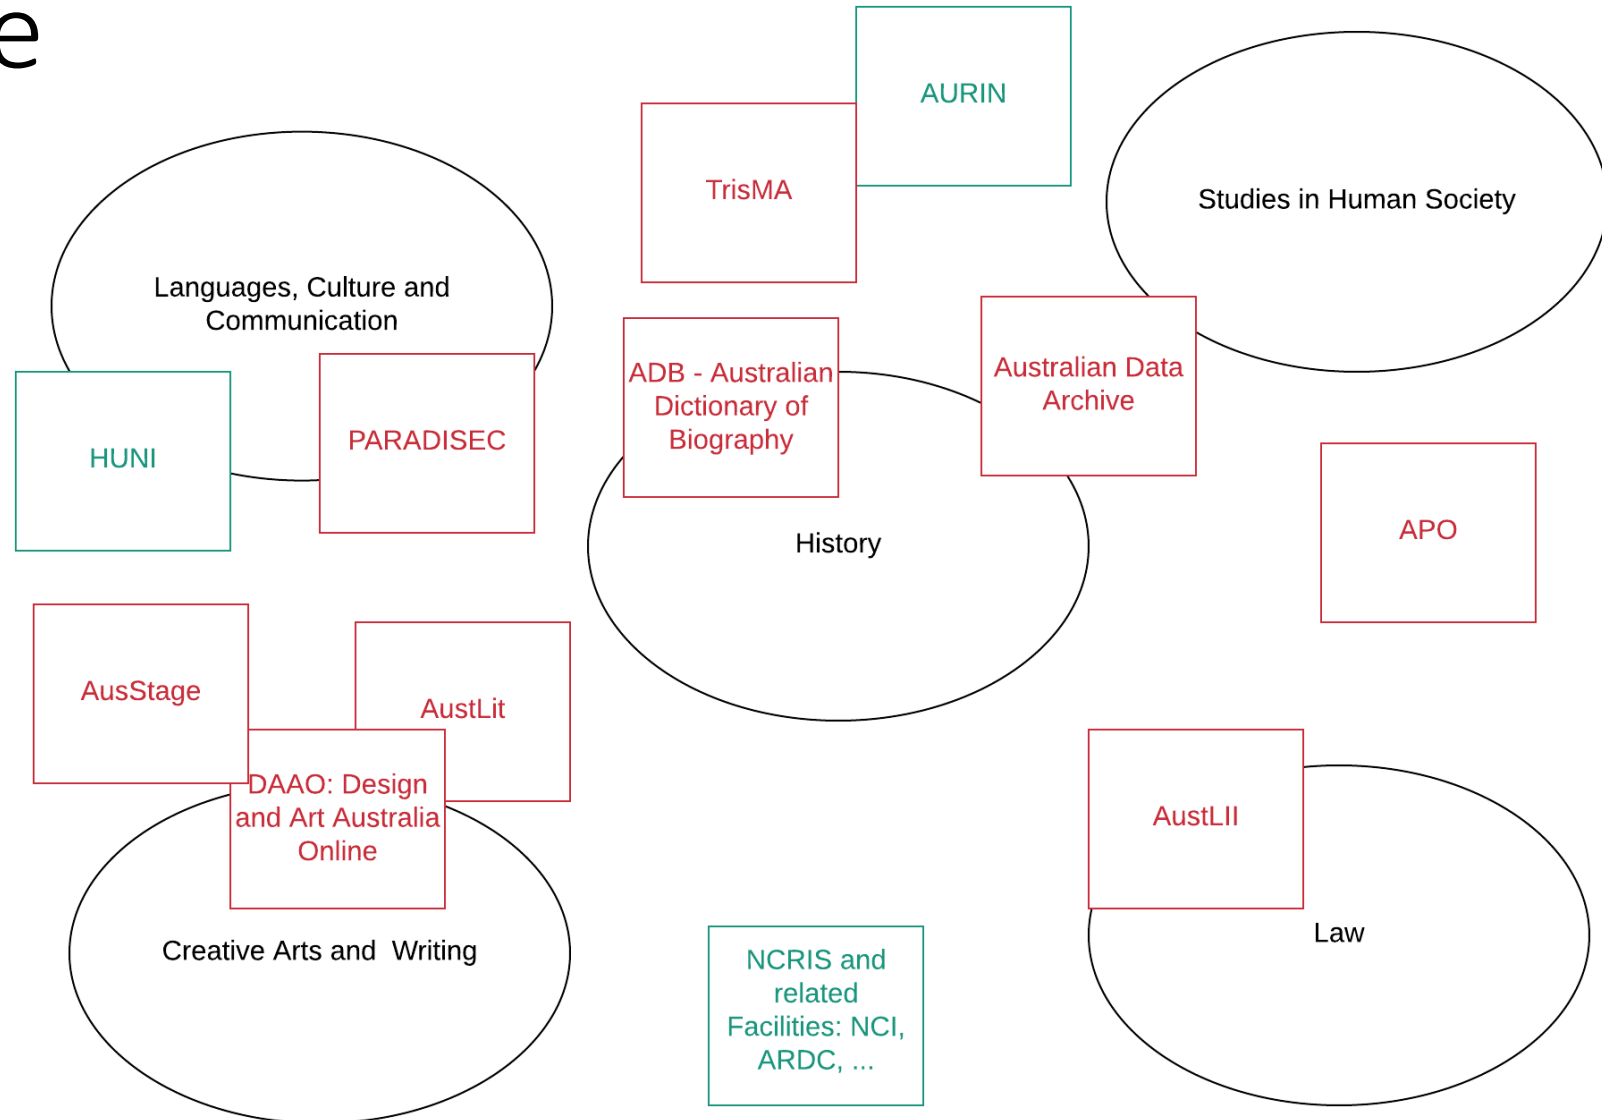 e
AURIN
TrisMA
Studies in Human Society
Languages, Culture and
Communication
ADB - Australian
Dictionary of
Biography
Australian Data
Archive
HUNI
PARADISEC
APO
History
AusStage
AustLit
DAAO: Design
and Art Australia
Online
AustLII
Creative Arts and  Writing
Law
NCRIS and
related
Facilities: NCI,
ARDC, ...